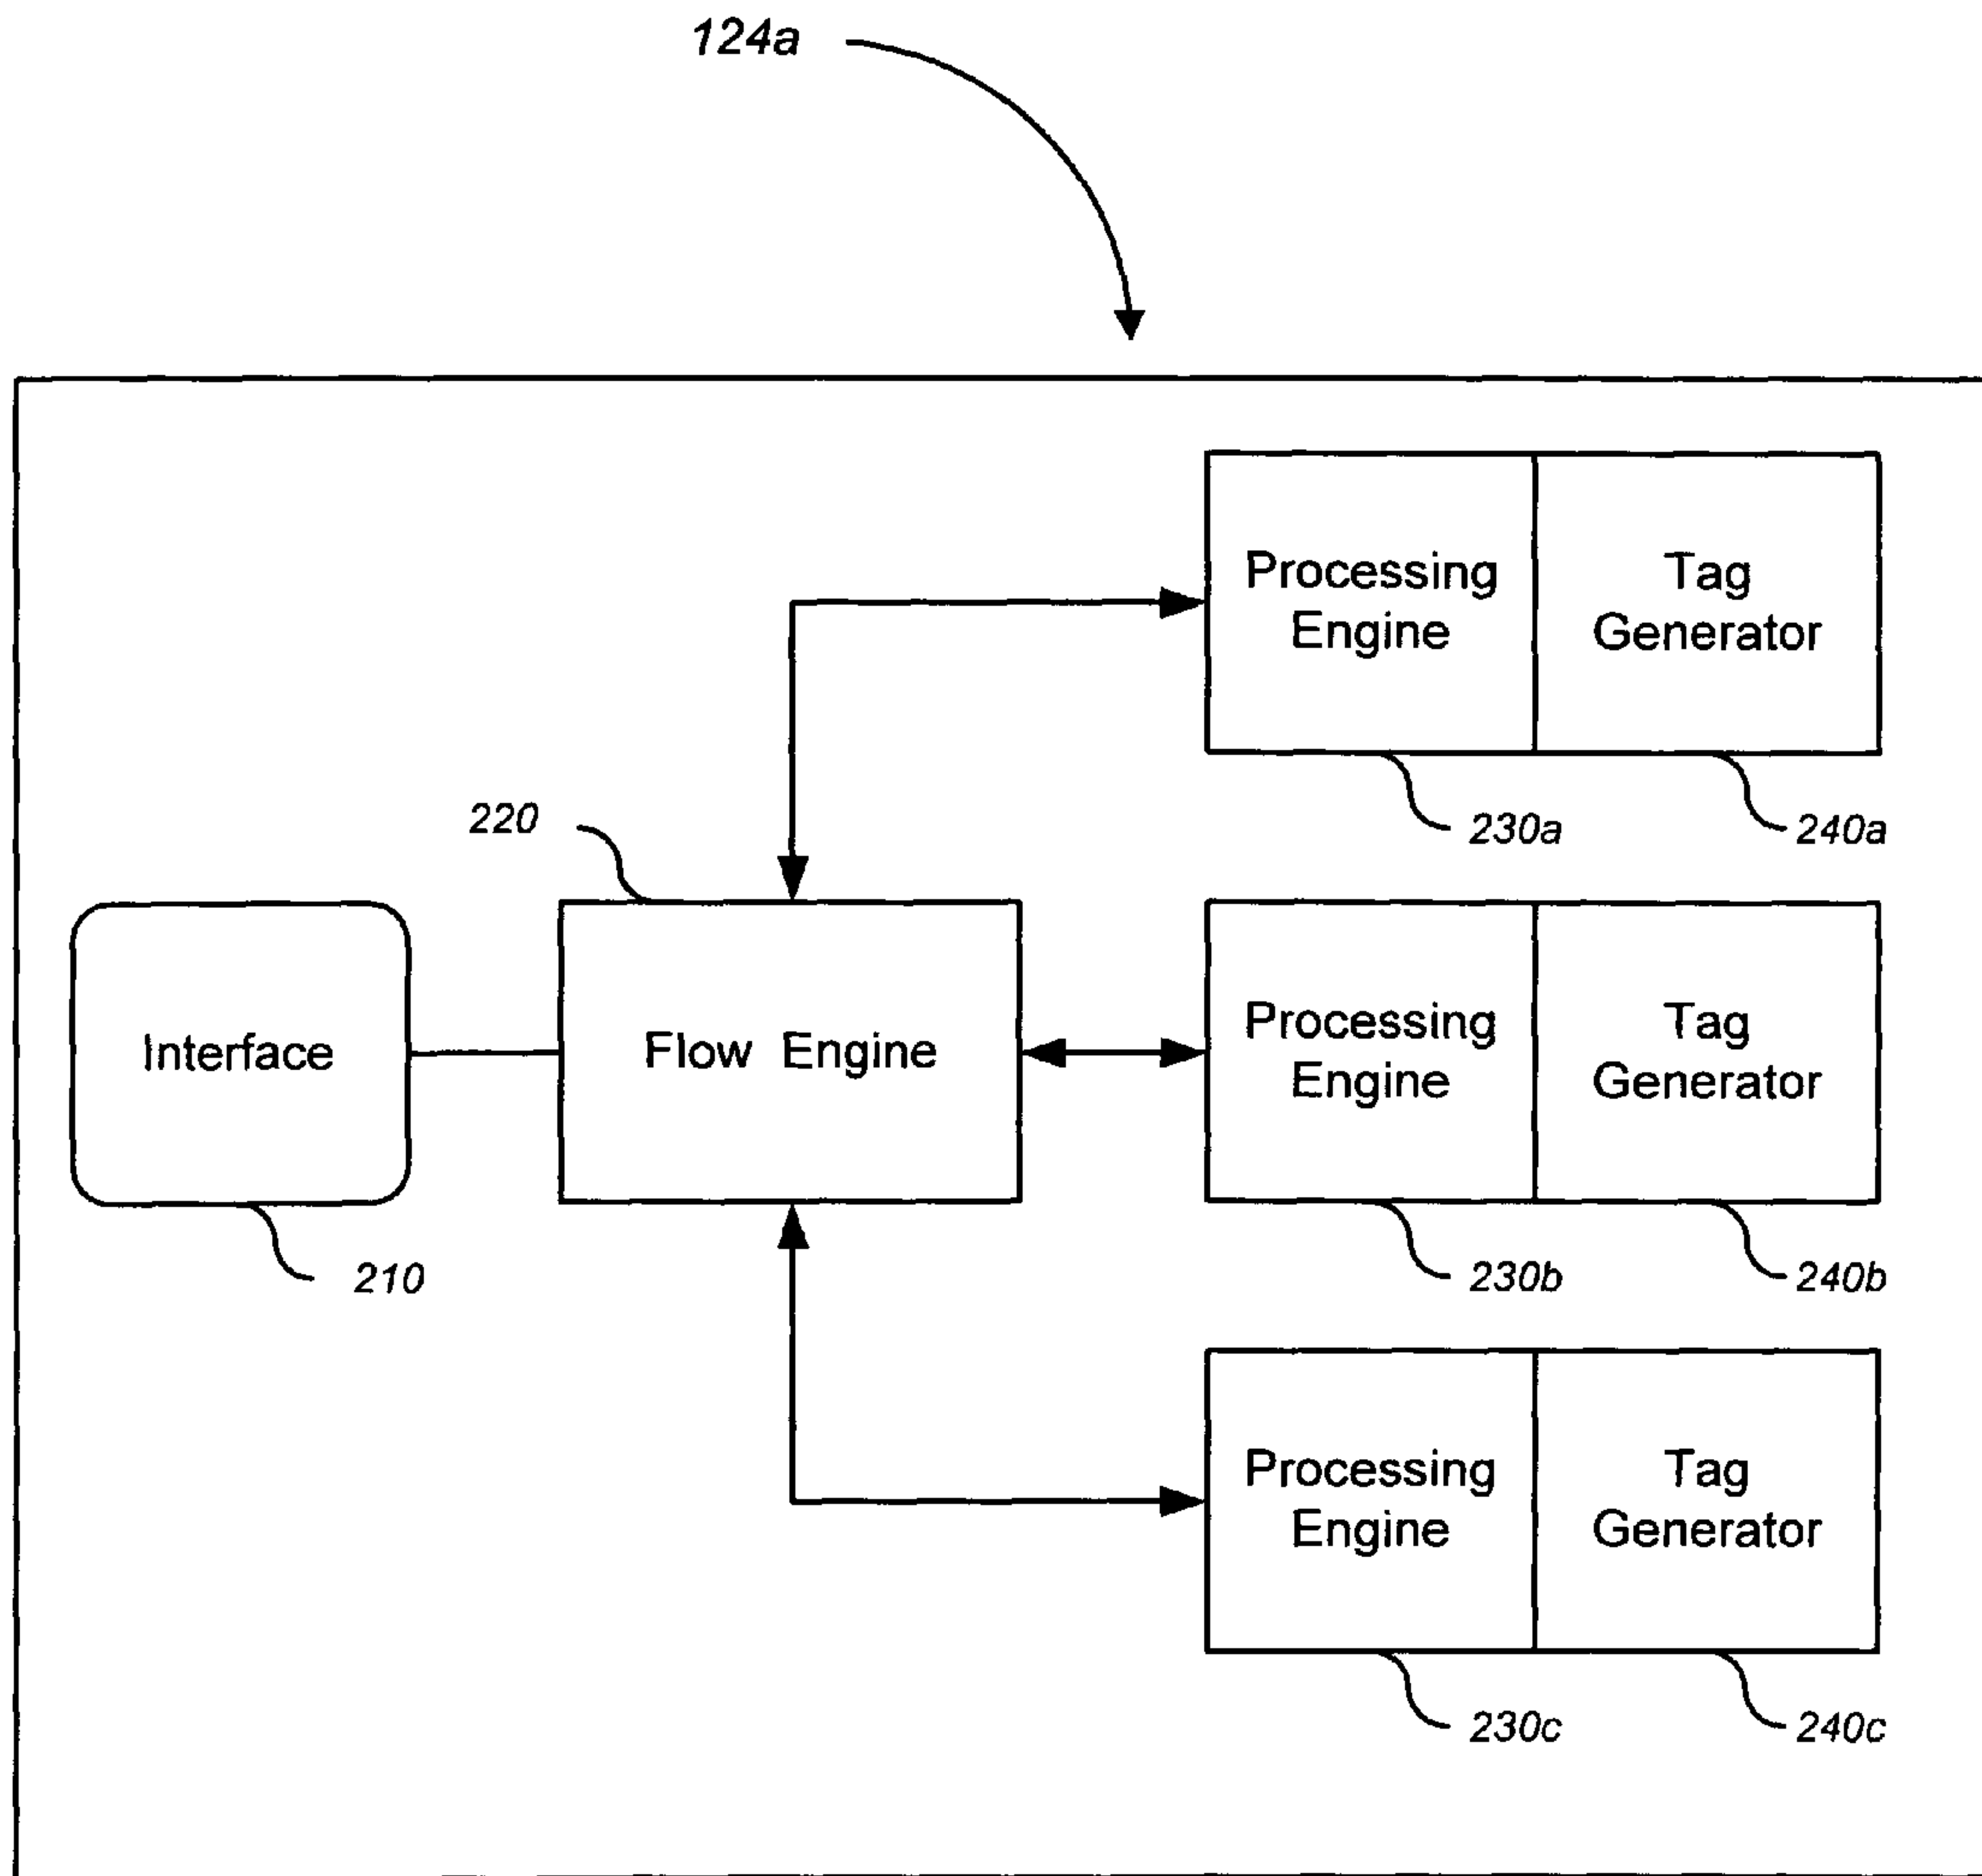 124a
Processing
Engine
Tag
Generator
230a
240a
220
Interface
Flow Engine
Processing
Engine
Tag
Generator
210
230b
240b
Processing
Engine
Tag
Generator
230c
240c